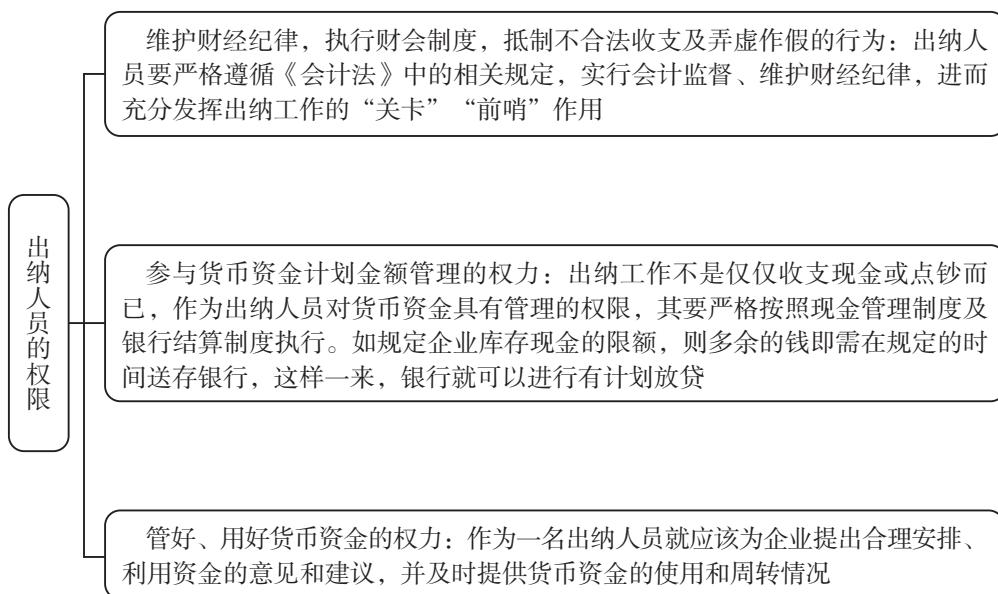 维护财经纪律，执行财会制度，抵制不合法收支及弄虚作假的行为：出纳人
员要严格遵循《会计法》中的相关规定，实行会计监督、维护财经纪律，进而
充分发挥出纳工作的“关卡”“前哨”作用
出纳人员的权限
参与货币资金计划金额管理的权力：出纳工作不是仅仅收支现金或点钞而
已，作为出纳人员对货币资金具有管理的权限，其要严格按照现金管理制度及
银行结算制度执行。如规定企业库存现金的限额，则多余的钱即需在规定的时
间送存银行，这样一来，银行就可以进行有计划放贷
管好、用好货币资金的权力：作为一名出纳人员就应该为企业提出合理安排、
利用资金的意见和建议，并及时提供货币资金的使用和周转情况